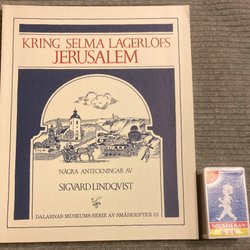 KRING SELMA LAGERLÖFS
JERUSALEM
NÅGRA ANTECKNINGAR AV
SIGVARD LINDQVIST
DALARNAS MUSEUMS SERIE AV SMÅSKRIFTER 35
SOLSTICKAN